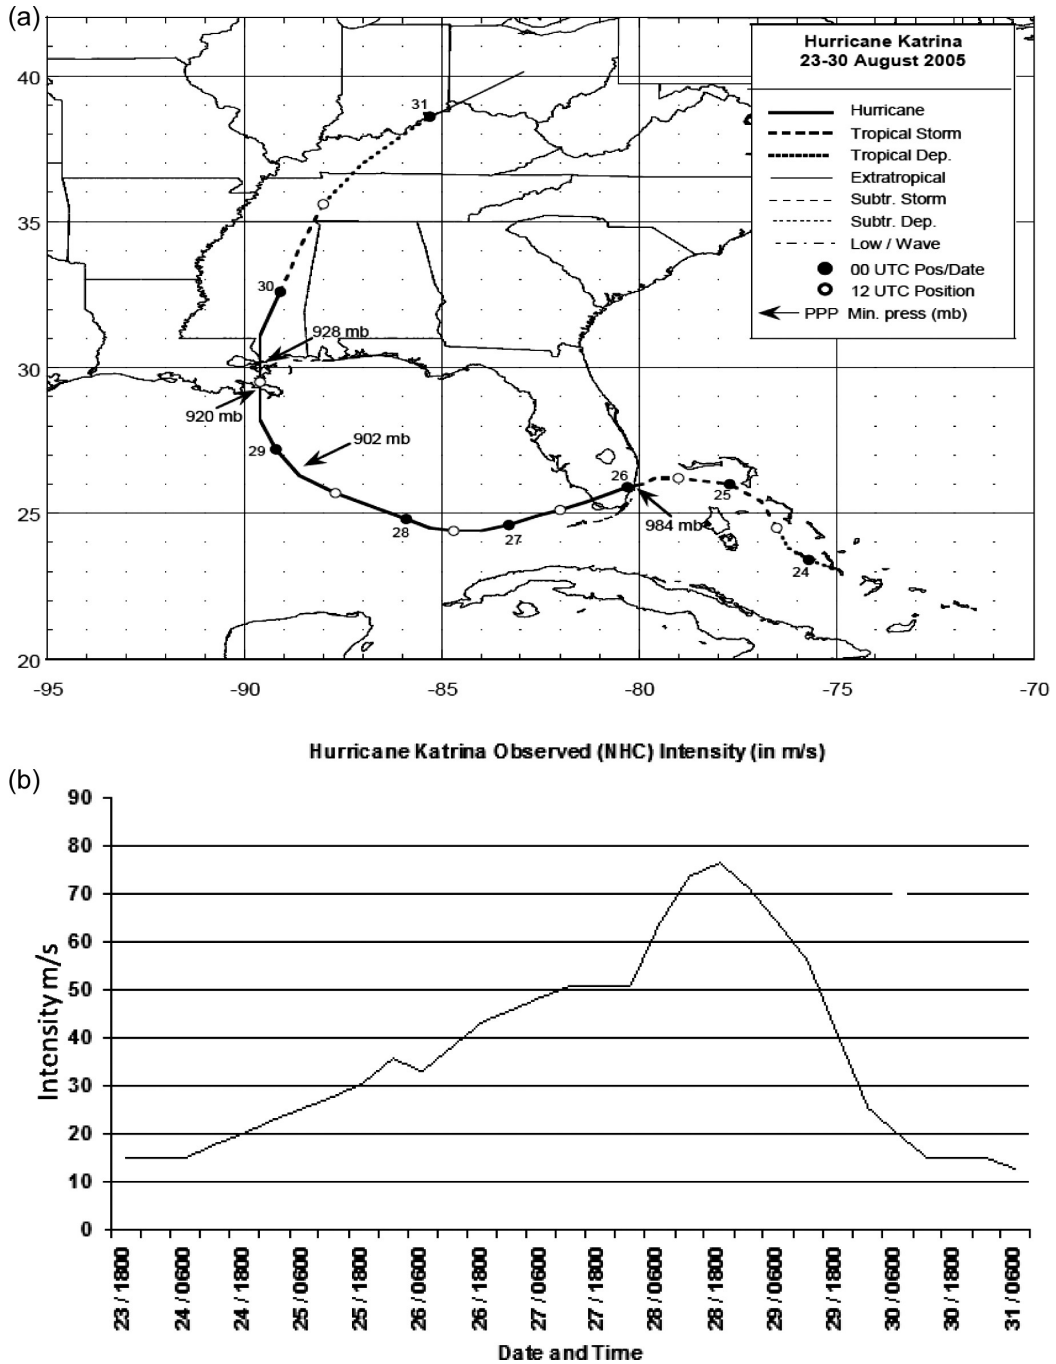 (a)
Hurricane Katrina
23-30 August 2005
Hurricane
Tropical Storm
Tropical Dep.
Extratropical
Subtr. Storm
Subtr. Dep.
Low / Wave
00 UTC Pos/Date
12 UTC Position
PPP Min. press (mb)
40
35
30
25
20
31
30
928 mb
920 mb
902 mb
29
28
27
26
984 mb
25
24
-95 -90 -85 -80 -75 -70
Hurricane Katrina Observed (NHC) Intensity (in m/s)
(b)
90
80
70
60
50
40
30
20
10
0
Intensity m/s
23 / 1800
24 / 0600
24 / 1800
25 / 0600
25 / 1800
26 / 0600
26 / 1800
27 / 0600
27 / 1800
28 / 0600
28 / 1800
29 / 0600
29 / 1800
30 / 0600
30 / 1800
31 / 0600
Date and Time